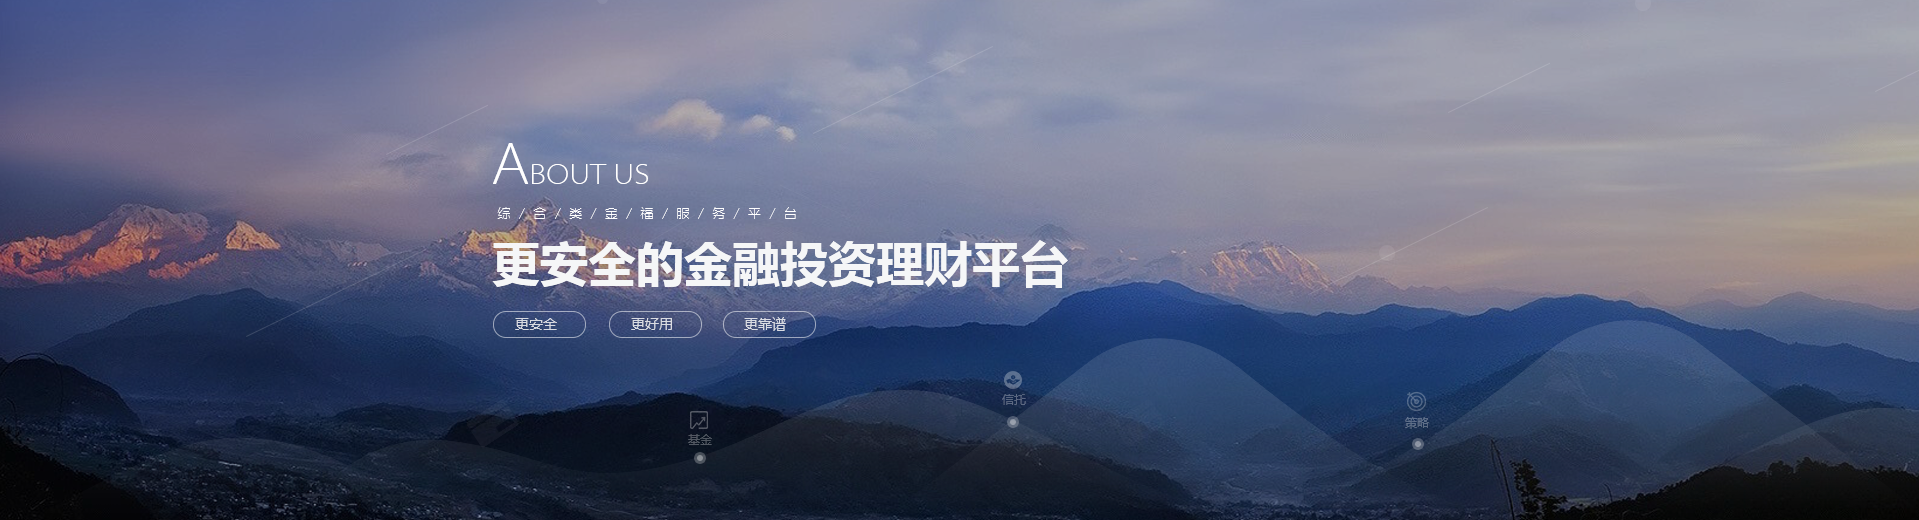 ABOUT US
综/合/类/金/福/服/务/平/台
更安全的金融投资理财平台
更安全 更好用 更靠谱
信托
策略
基金